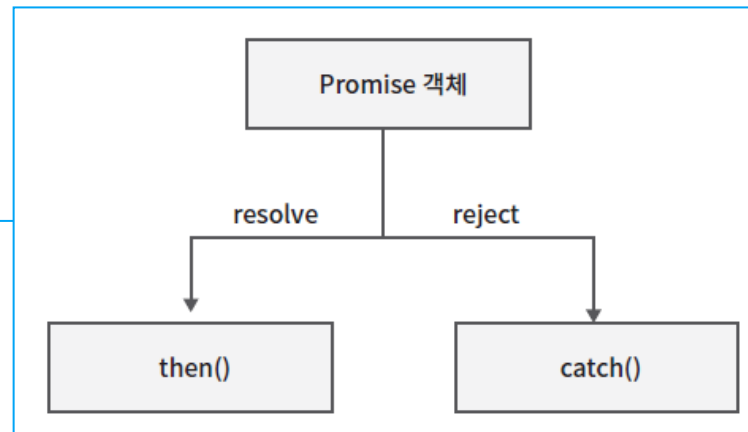 Promise 객체
resolve
reject
then()
catch()